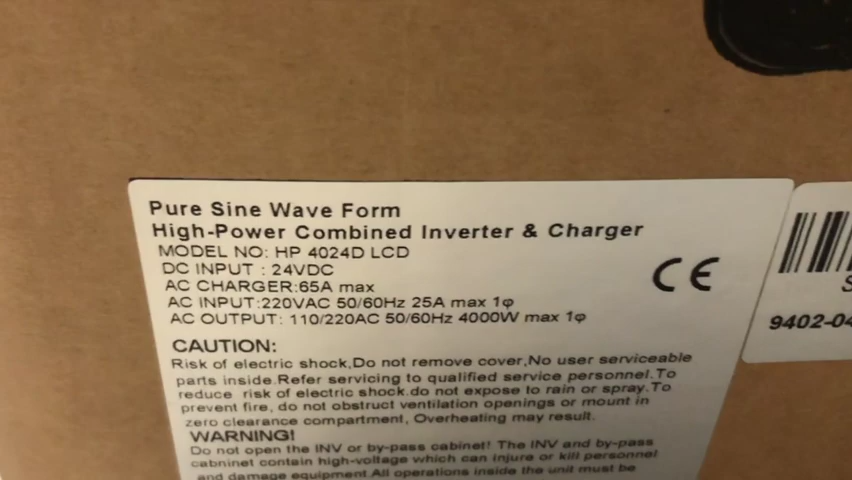 Pure Sine Wave Form
High-Power Combined Inverter & Charger
MODEL NO: HP 4024D LCD
DC INPUT : 24VDC
AC CHARGER:65A max
AC INPUT:220VAC 50/60Hz 25A max 1φ
AC OUTPUT: 110/220AC 50/60Hz 4000W max 1φ
CE
CAUTION:
Risk of electric shock,Do not remove cover,No user serviceable
parts inside.Refer servicing to qualified service personnel.To
reduce risk of electric shock.do not expose to rain or spray.To
prevent fire, do not obstruct ventilation openings or mount in
zero clearance compartment, Overheating may result.
WARNING!
Do not open the INV or by-pass cabinet! The INV and by-pass
cabninet contain high-voltage which can injure or kill personnel
and damage equipment.All operations inside the unit must be
S
9402-04